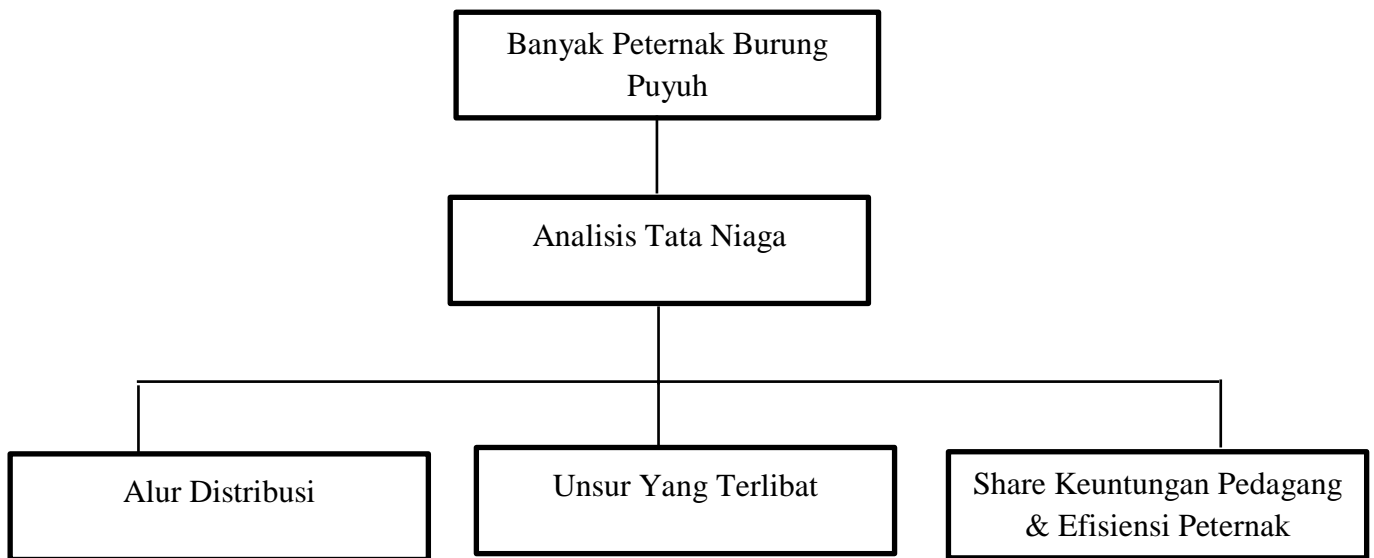 Banyak Peternak Burung
Puyuh
Analisis Tata Niaga
Alur Distribusi
Unsur Yang Terlibat
Share Keuntungan Pedagang
& Efisiensi Peternak